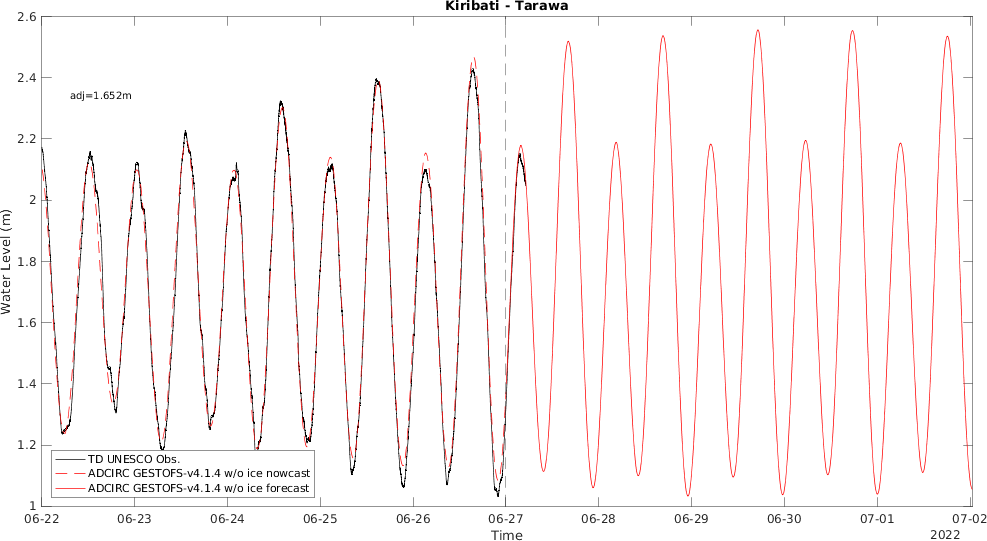 Kiribati - Tarawa
2.6
2.4
adj=1.652m
2.2
2
1.8
Water Level (m)
1.6
1.4
1.2
TD UNESCO Obs.
ADCIRC GESTOFS-v4.1.4 w/o ice nowcast
ADCIRC GESTOFS-v4.1.4 w/o ice forecast
1
06-22 06-23 06-24 06-25 06-26 06-27 06-28 06-29 06-30 07-01 07-02
Time
2022